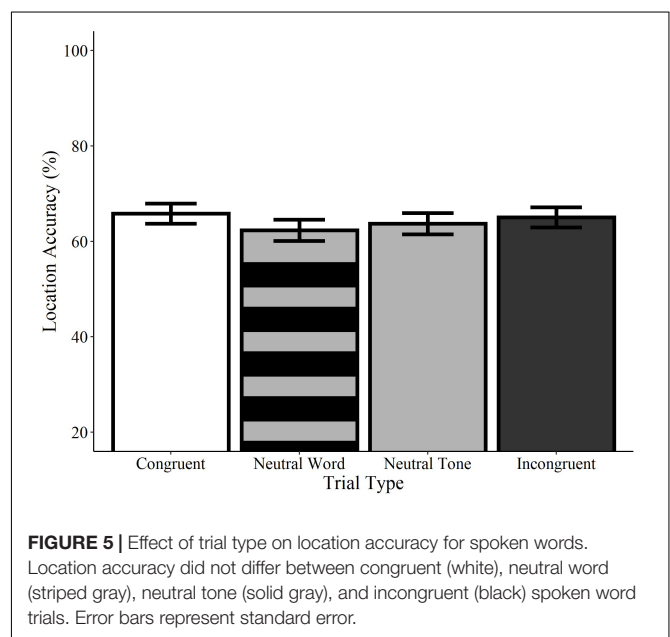 100
80
60
40
20
Location Accuracy (%)
Congruent Neutral Word Neutral Tone Incongruent
Trial Type
FIGURE 5 | Effect of trial type on location accuracy for spoken words.
Location accuracy did not differ between congruent (white), neutral word
(striped gray), neutral tone (solid gray), and incongruent (black) spoken word
trials. Error bars represent standard error.